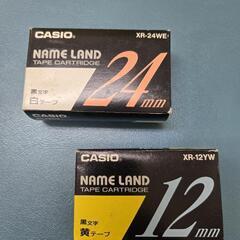 CASIO
XR-24WE
NAME LAND
TAPE CARTRIDGE
24mm
黒文字
白テープ
CASIO
XR-12YW
NAME LAND
TAPE CARTRIDGE
12mm
黒文字
黄テープ